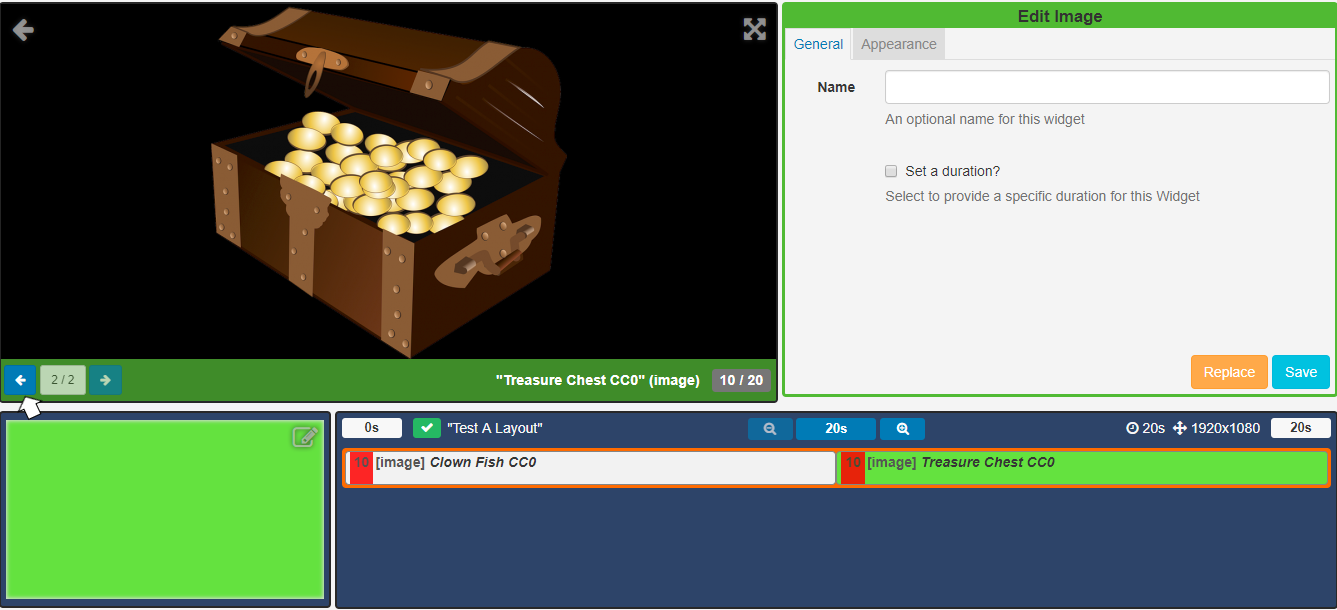 Edit Image
General Appearance
Name
An optional name for this widget
Set a duration?
Select to provide a specific duration for this Widget
Replace Save
2 / 2
"Treasure Chest CC0" (image) 10 / 20
0s "Test A Layout" 20s 20s 1920x1080 20s
10 [image] Clown Fish CC0 10 [image] Treasure Chest CC0